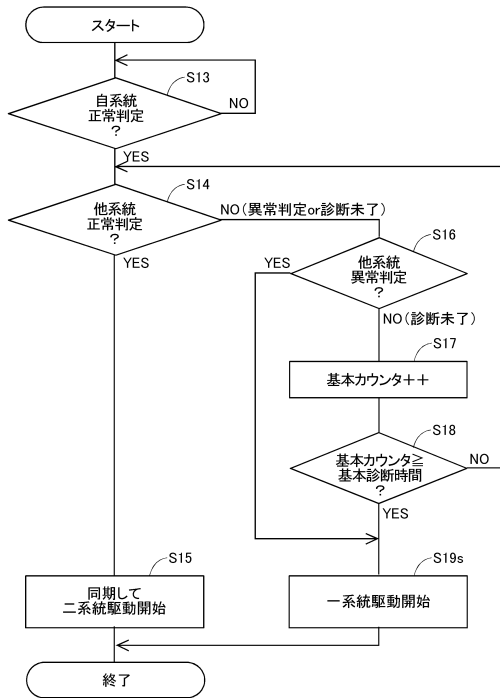 スタート
S13
自系統
正常判定
?
NO
YES
S14
他系統
正常判定
?
NO(異常判定or診断未了)
YES
S16
他系統
異常判定
?
YES
NO(診断未了)
S17
基本カウンタ++
S18
基本カウンタ≧
基本診断時間
?
NO
YES
S15
同期して
二系統駆動開始
S19s
一系統駆動開始
終了